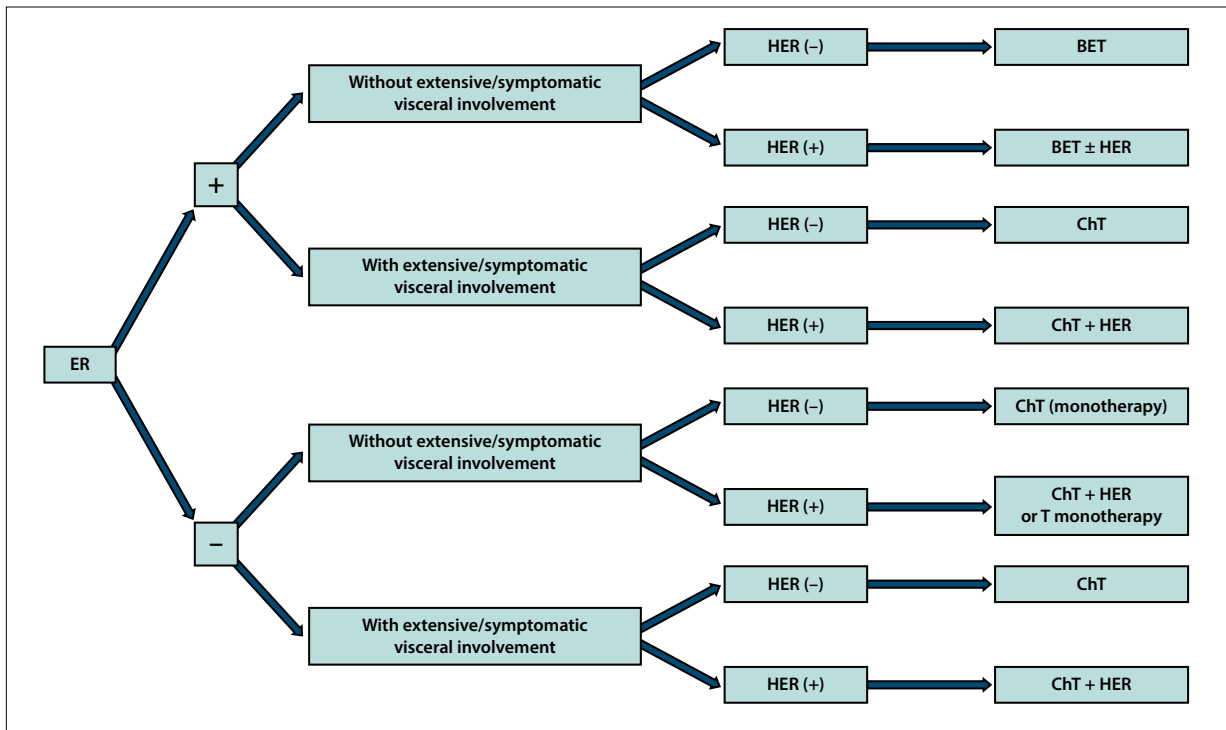 ER
+
Without extensive/symptomatic
visceral involvement
HER (–)
BET
HER (+)
BET ± HER
With extensive/symptomatic
visceral involvement
HER (–)
ChT
HER (+)
ChT + HER
–
Without extensive/symptomatic
visceral involvement
HER (–)
ChT (monotherapy)
HER (+)
ChT + HER
or T monotherapy
With extensive/symptomatic
visceral involvement
HER (–)
ChT
HER (+)
ChT + HER